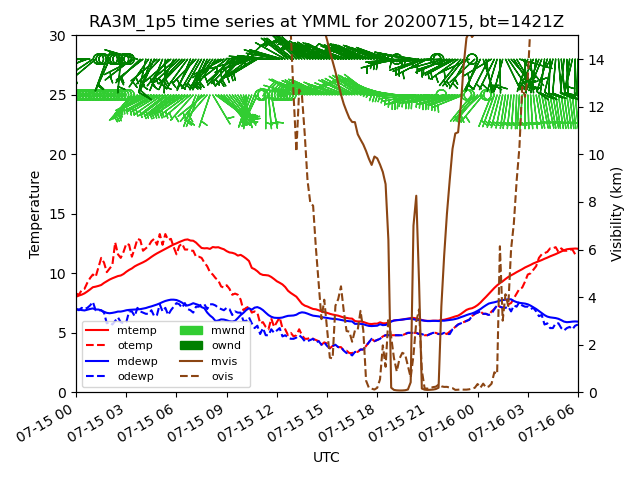 RA3M_1p5 time series at YMML for 20200715, bt=1421Z
30
25
20
15
10
5
0
Temperature
14
12
10
8
6
4
2
0
Visibility (km)
mtemp
otemp
mdewp
odewp
mwnd
ownd
mvis
ovis
07-15 00
07-15 03
07-15 06
07-15 09
07-15 12
07-15 15
07-15 18
07-15 21
07-16 00
07-16 03
07-16 06
UTC